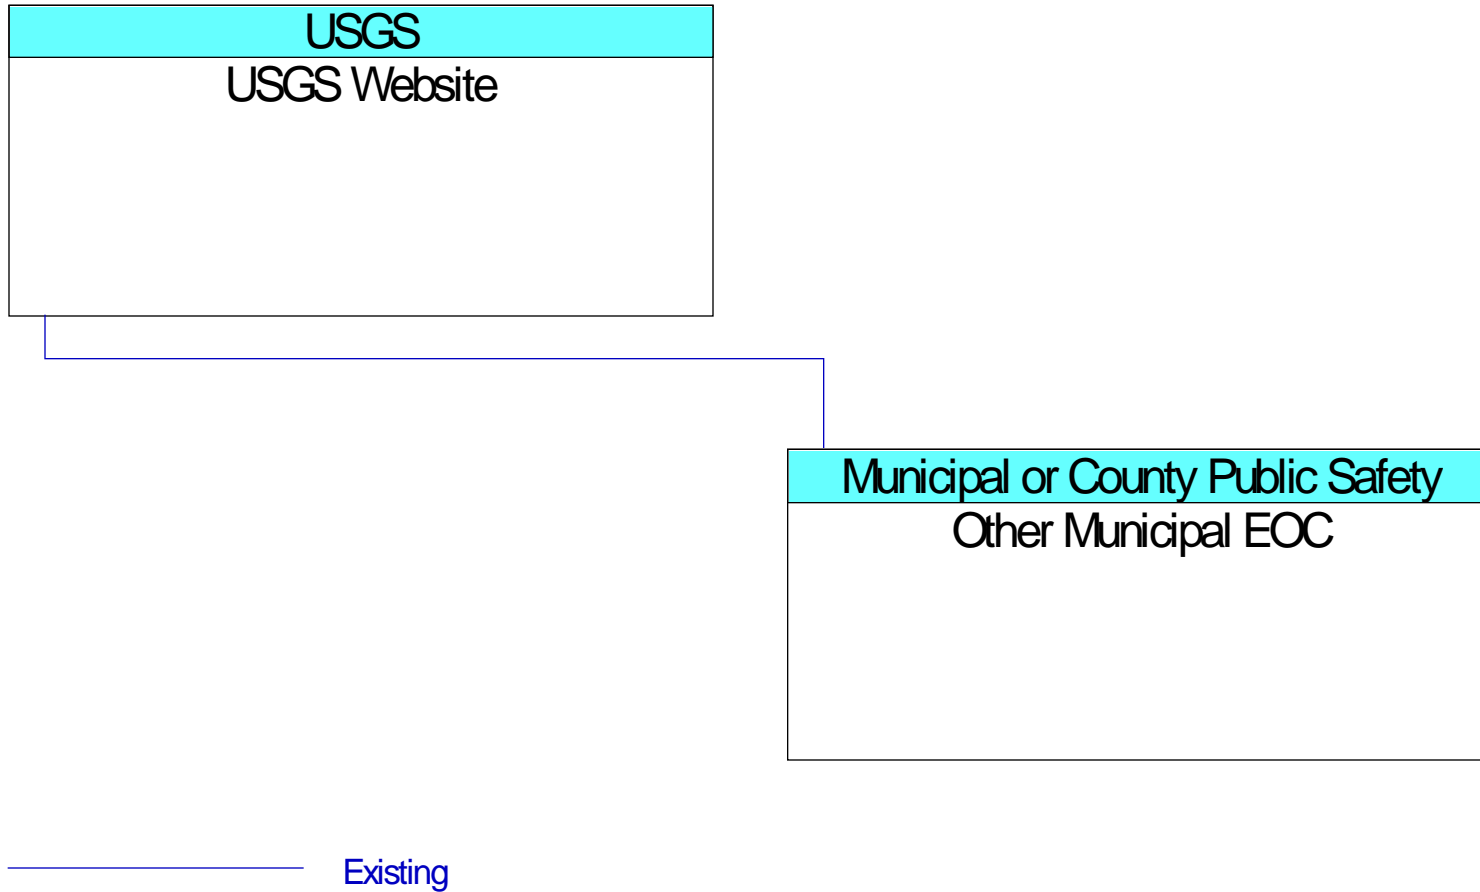 USGS
USGS Website
Municipal or County Public Safety
Other Municipal EOC
Existing